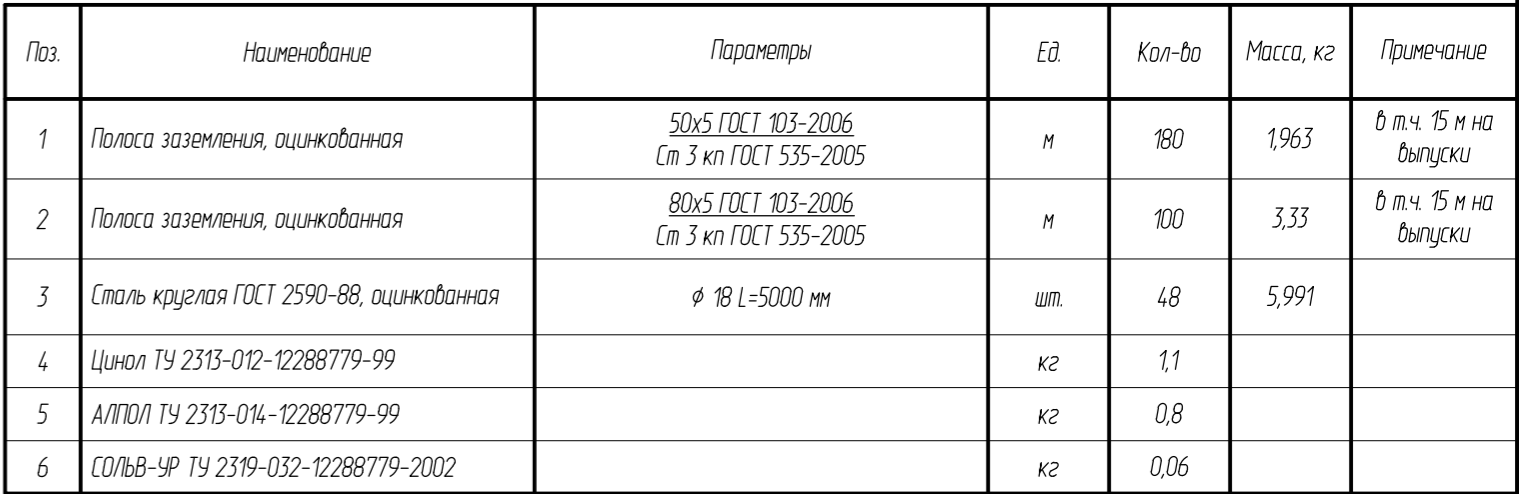 Поз. Наименование Параметры Ед. Кол-во Масса, кг Примечание
1 Полоса заземления, оцинкованная 50х5 ГОСТ 103-2006 м 180 1,963 в т.ч. 15 м на
Ст 3 кп ГОСТ 535-2005 выпуски
2 Полоса заземления, оцинкованная 80х5 ГОСТ 103-2006 м 100 3,33 в т.ч. 15 м на
Ст 3 кп ГОСТ 535-2005 выпуски
3 Сталь круглая ГОСТ 2590-88, оцинкованная ϕ 18 L=5000 мм шт. 48 5,991
4 Цинол ТУ 2313-012-12288779-99 кг 1,1
5 АЛПОЛ ТУ 2313-014-12288779-99 кг 0,8
6 СОЛЬВ-УР ТУ 2319-032-12288779-2002 кг 0,06